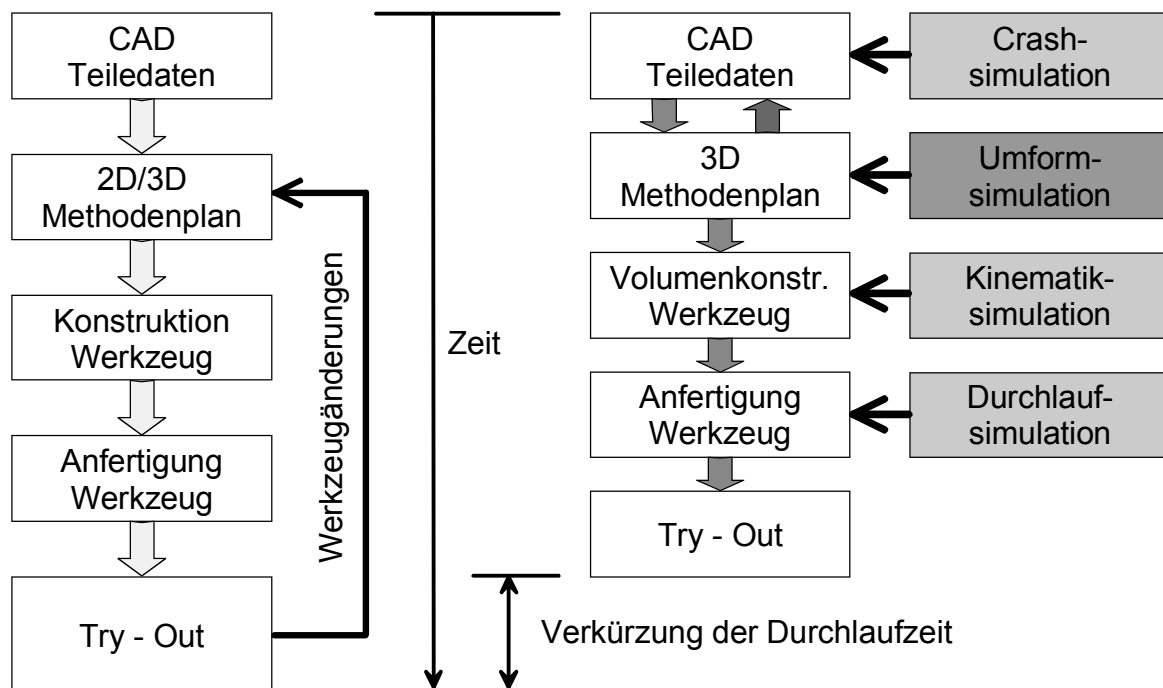 CAD
Teiledaten
2D/3D
Methodenplan
Konstruktion
Werkzeug
Anfertigung
Werkzeug
Try - Out
Werkzeugänderungen
Zeit
CAD
Teiledaten
3D
Methodenplan
Volumenkonstr.
Werkzeug
Anfertigung
Werkzeug
Try - Out
Crash-
simulation
Umform-
simulation
Kinematik-
simulation
Durchlauf-
simulation
Verkürzung der Durchlaufzeit